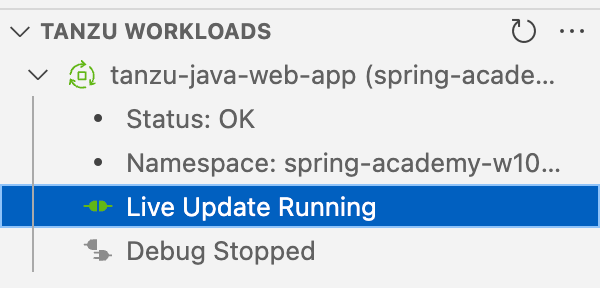 TANZU WORKLOADS
tanzu-java-web-app (spring-acade...
Status: OK
Namespace: spring-academy-w10...
Live Update Running
Debug Stopped